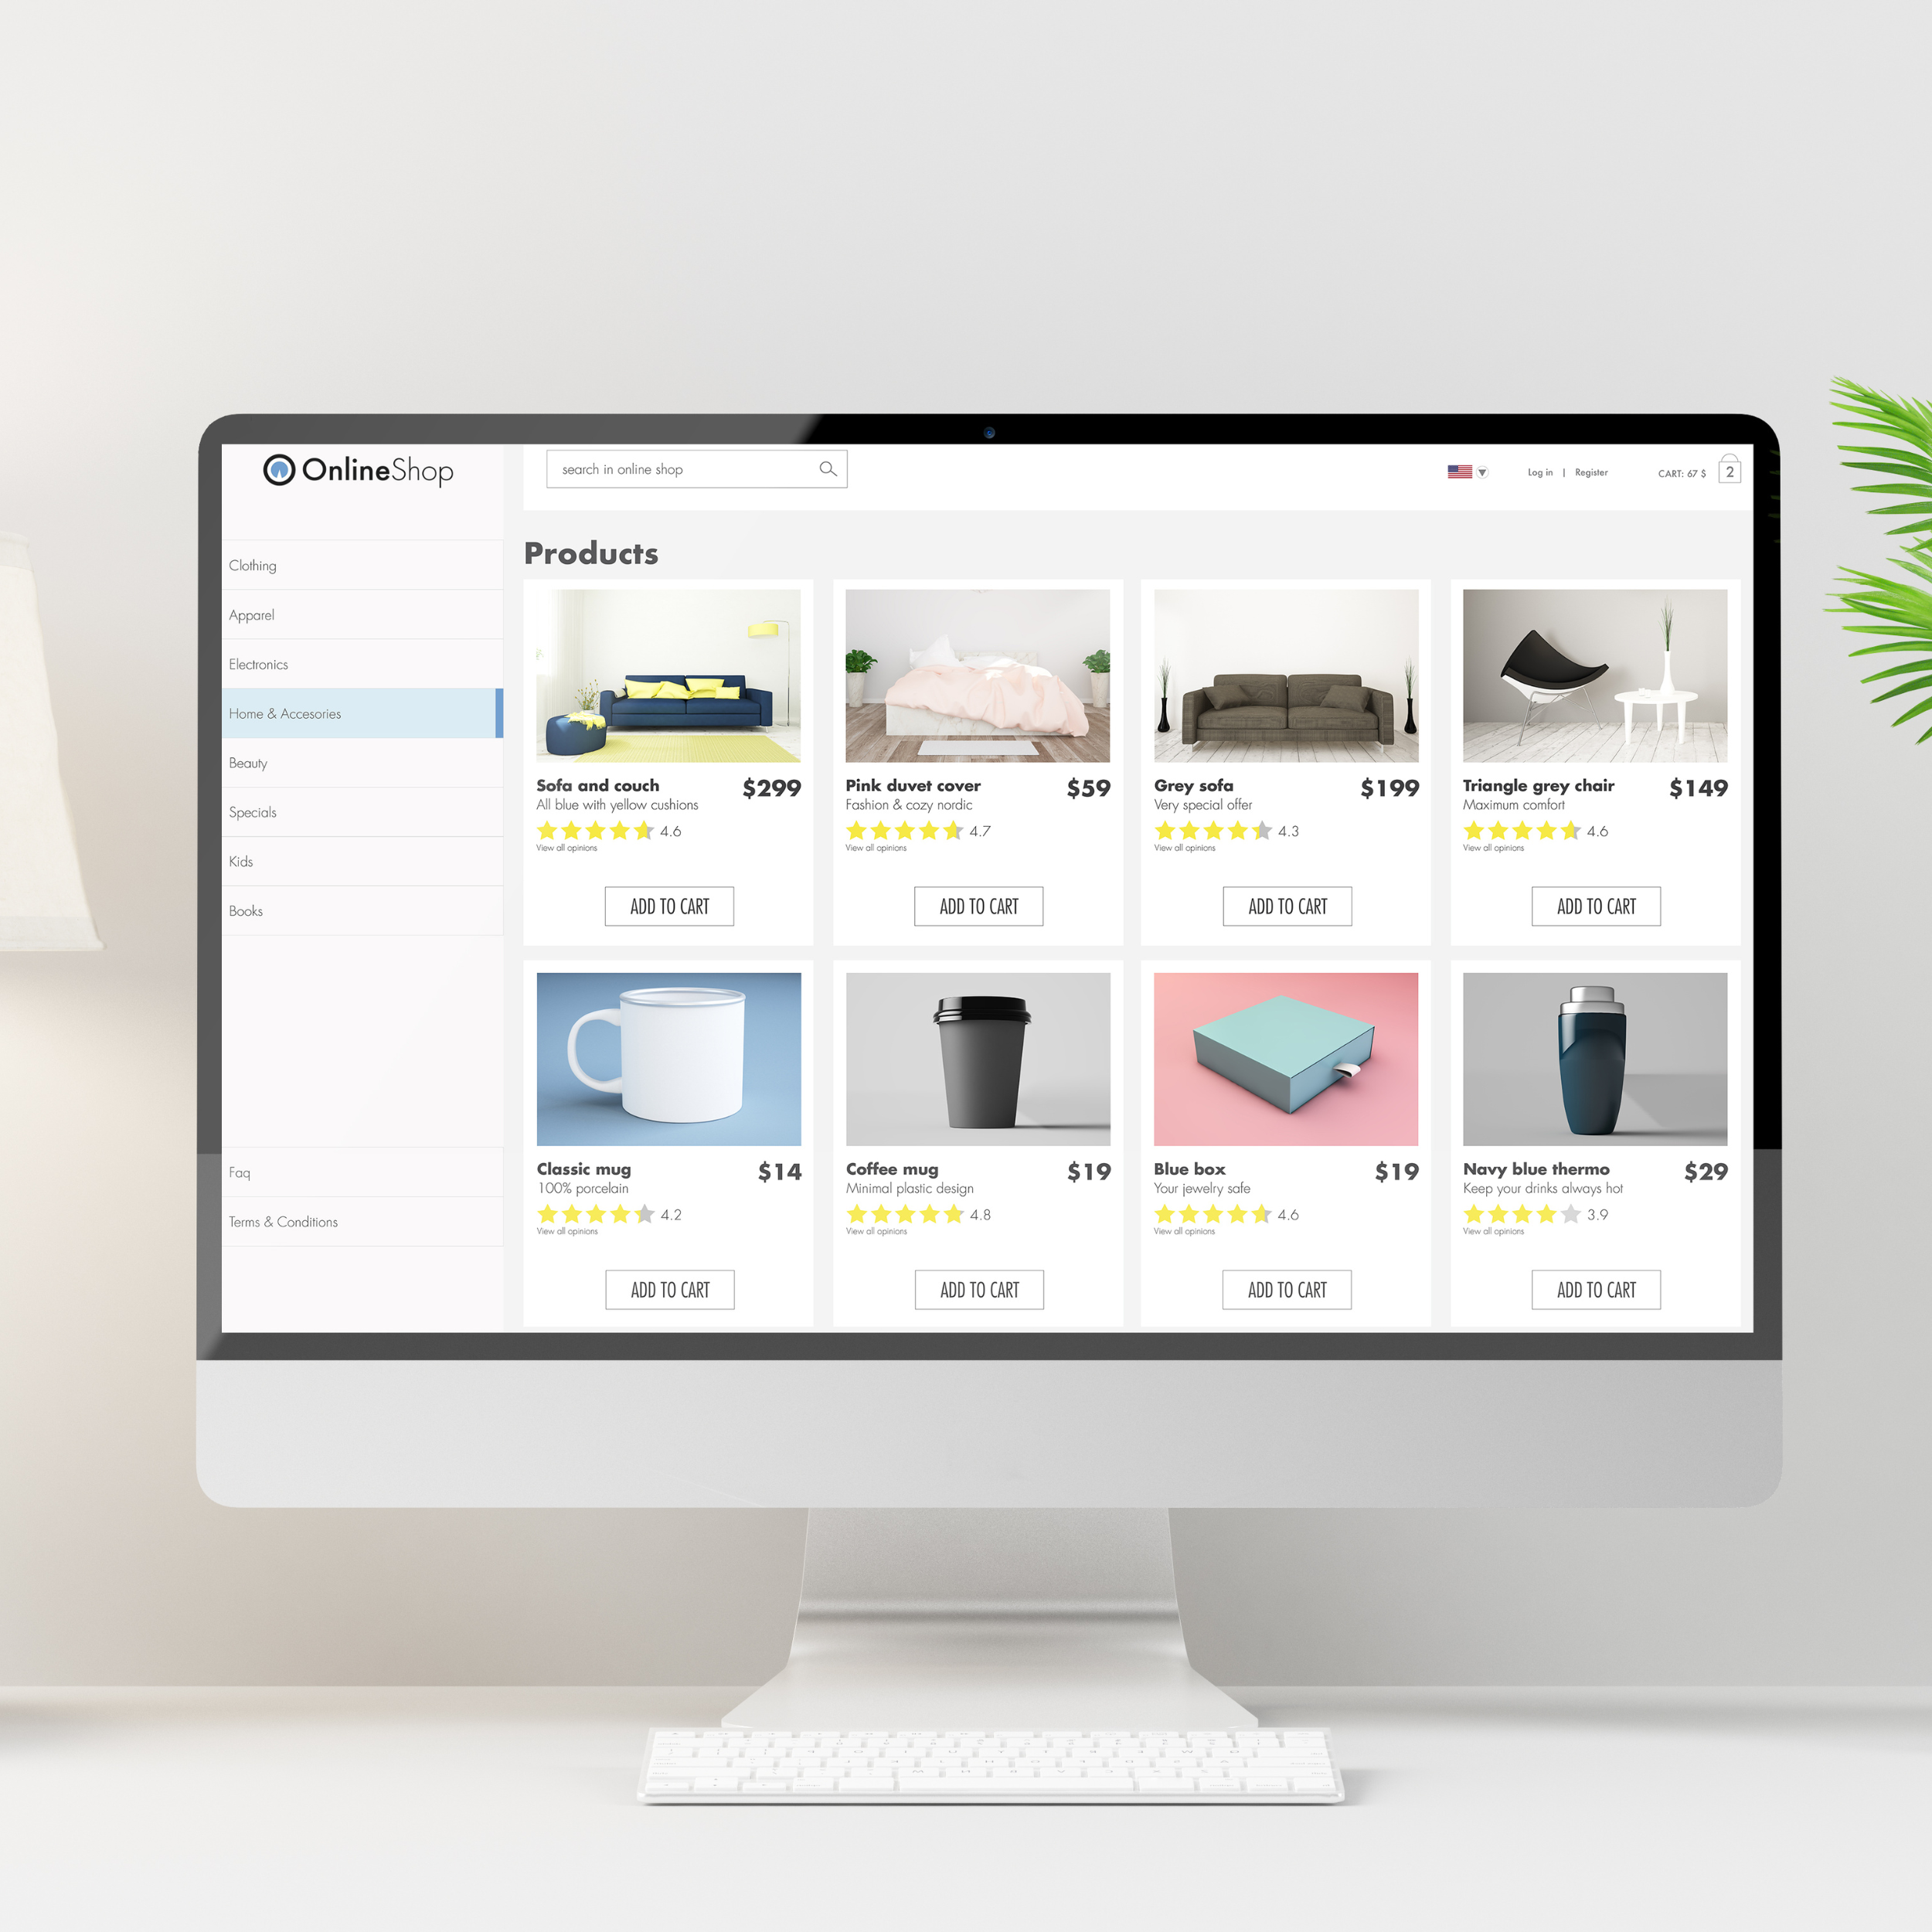 OnlineShop
search in online shop
Log in | Register
CART: 67 $
2
Clothing
Apparel
Electronics
Home & Accesories
Beauty
Specials
Kids
Books
Faq
Terms & Conditions
Products
Sofa and couch $299
All blue with yellow cushions
4.6
View all opinions
ADD TO CART
Pink duvet cover $59
Fashion & cozy nordic
4.7
View all opinions
ADD TO CART
Grey sofa $199
Very special offer
4.3
View all opinions
ADD TO CART
Triangle grey chair $149
Maximum comfort
4.6
View all opinions
ADD TO CART
Classic mug $14
100% porcelain
4.2
View all opinions
ADD TO CART
Coffee mug $19
Minimal plastic design
4.8
View all opinions
ADD TO CART
Blue box $19
Your jewelry safe
4.6
View all opinions
ADD TO CART
Navy blue thermo $29
Keep your drinks always hot
3.9
View all opinions
ADD TO CART